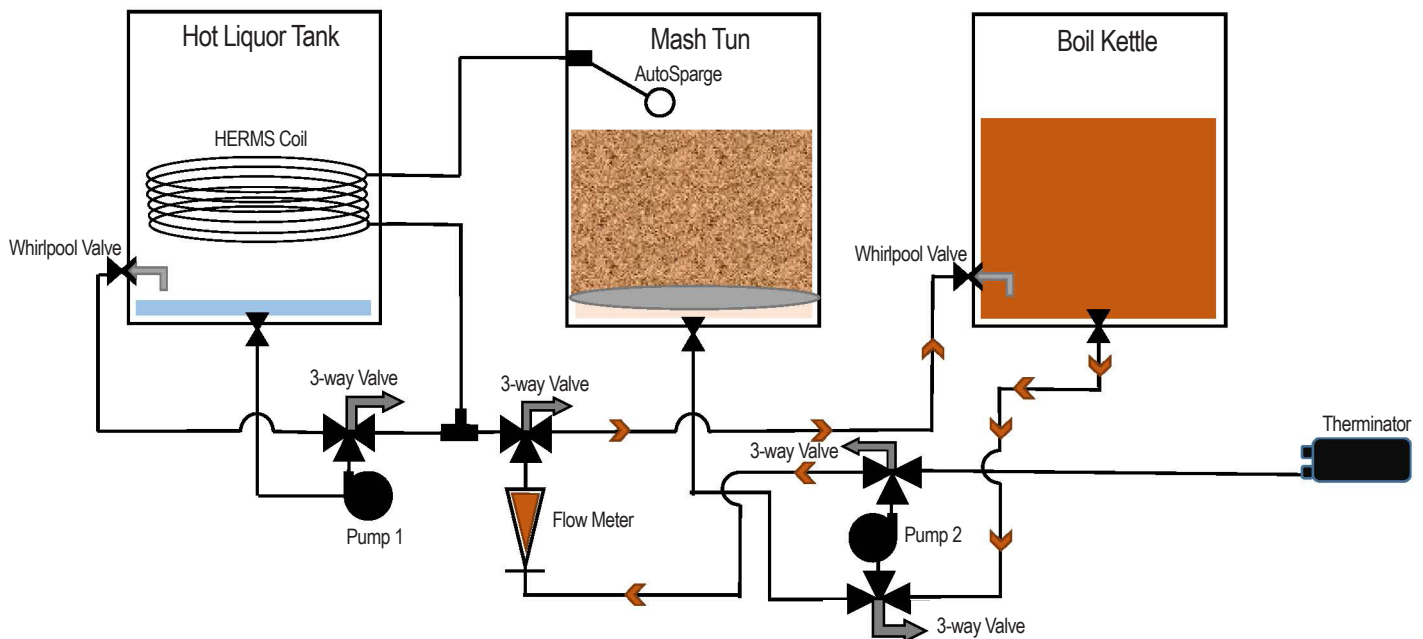 Hot Liquor Tank
Mash Tun
Boil Kettle
AutoSparge
HERMS Coil
Whirlpool Valve
Whirlpool Valve
3-way Valve
3-way Valve
Therminator
3-way Valve
Flow Meter
Pump 1
Pump 2
3-way Valve